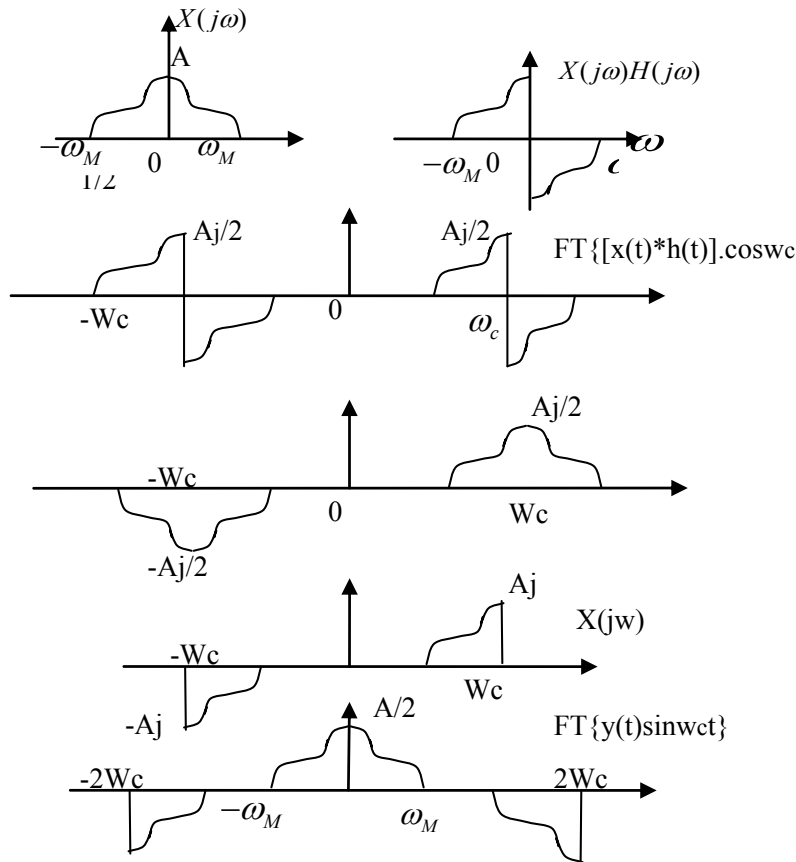 X(jω)
A
X(jω)H(jω)
−ω_M 0 ω_M
1/2
−ω_M 0 ω
Aj/2 Aj/2 FT{[x(t)*h(t)].coswc
-Wc 0 ω_c
Aj/2
-Wc
0 Wc
-Aj/2
Aj
X(jw)
-Wc Wc
-Aj A/2 FT{y(t)sinwct}
-2Wc 2Wc
−ω_M ω_M